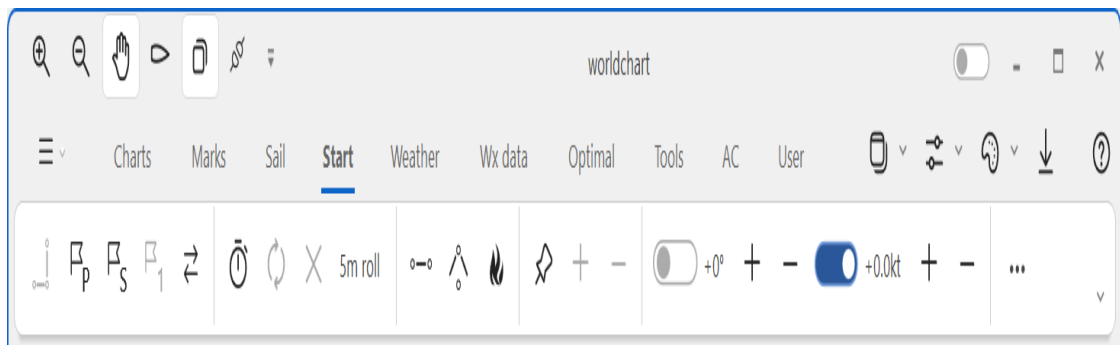 worldchart
Charts Marks Sail Start Weather Wx data Optimal Tools AC User
P S 1 5m roll +0° +0.0kt